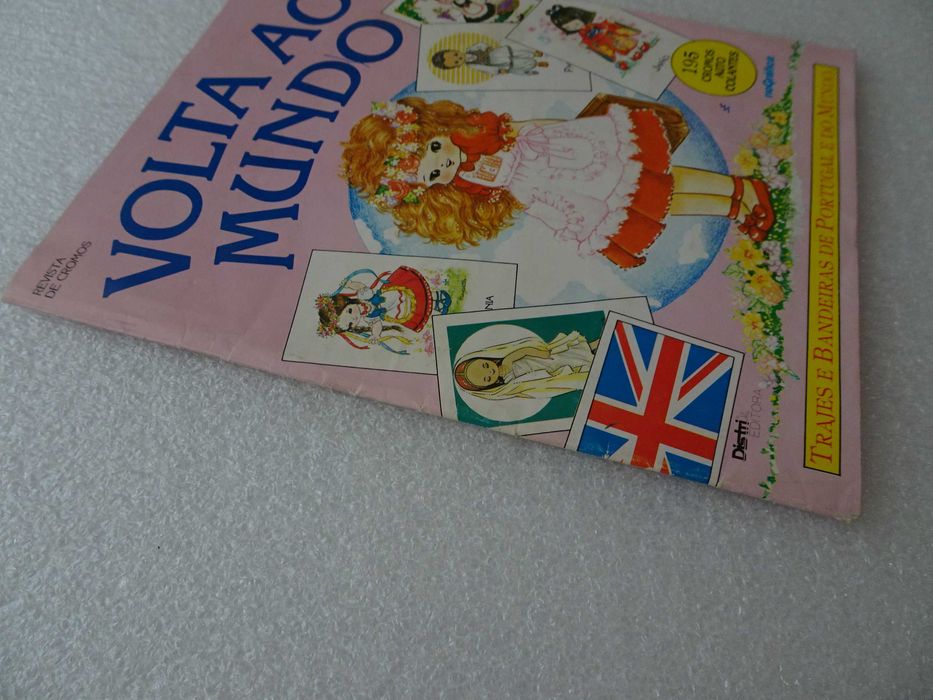 REVISTA
DE CROMOS
VOLTA AO
MUNDO
195
CROMOS
AUTO
COLANTES
Distri
EDITORA
TRAJES E BANDEIRAS DE PORTUGAL E DO MUNDO